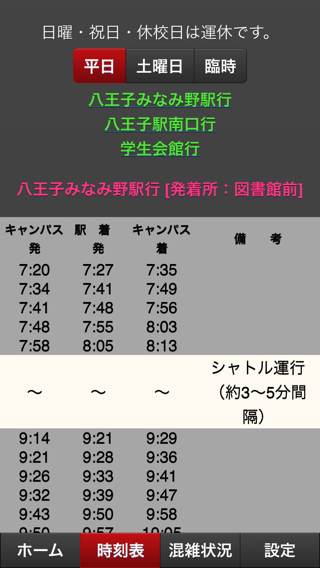 日曜・祝日・休校日は運休です。
平日 土曜日 臨時
八王子みなみ野駅行
八王子駅南口行
学生会館行
八王子みなみ野駅行 [発着所：図書館前]
キャンパス発 駅　着 キャンパス着 備　考
7:20 7:27 7:35
7:34 7:41 7:49
7:41 7:48 7:56
7:48 7:55 8:03
7:58 8:05 8:13
～ ～ ～ シャトル運行（約3～5分間隔）
9:14 9:21 9:29
9:21 9:28 9:36
9:26 9:33 9:41
9:32 9:39 9:47
9:43 9:50 9:58
9:50 9:57 10:05
ホーム 時刻表 混雑状況 設定